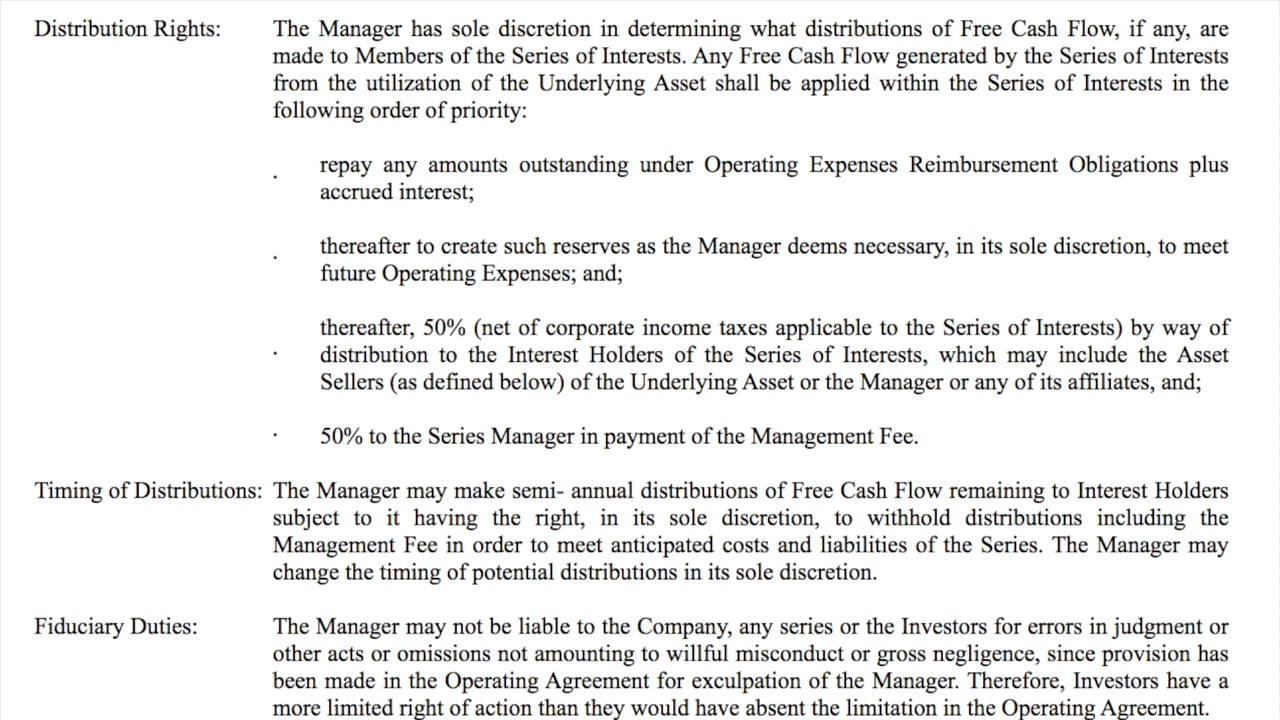 Distribution Rights: The Manager has sole discretion in determining what distributions of Free Cash Flow, if any, are
made to Members of the Series of Interests. Any Free Cash Flow generated by the Series of Interests
from the utilization of the Underlying Asset shall be applied within the Series of Interests in the
following order of priority:
· repay any amounts outstanding under Operating Expenses Reimbursement Obligations plus
accrued interest;
· thereafter to create such reserves as the Manager deems necessary, in its sole discretion, to meet
future Operating Expenses; and;
thereafter, 50% (net of corporate income taxes applicable to the Series of Interests) by way of
· distribution to the Interest Holders of the Series of Interests, which may include the Asset
Sellers (as defined below) of the Underlying Asset or the Manager or any of its affiliates, and;
· 50% to the Series Manager in payment of the Management Fee.
Timing of Distributions: The Manager may make semi- annual distributions of Free Cash Flow remaining to Interest Holders
subject to it having the right, in its sole discretion, to withhold distributions including the
Management Fee in order to meet anticipated costs and liabilities of the Series. The Manager may
change the timing of potential distributions in its sole discretion.
Fiduciary Duties: The Manager may not be liable to the Company, any series or the Investors for errors in judgment or
other acts or omissions not amounting to willful misconduct or gross negligence, since provision has
been made in the Operating Agreement for exculpation of the Manager. Therefore, Investors have a
more limited right of action than they would have absent the limitation in the Operating Agreement.